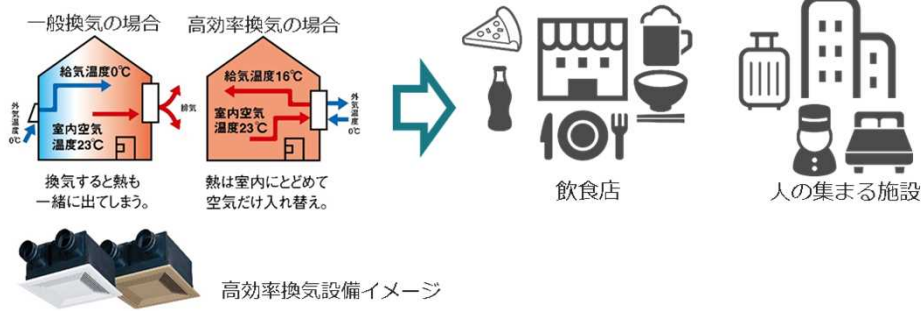 一般換気の場合
高効率換気の場合
給気温度0℃
外気温度0℃
排気
室内空気
温度23℃
給気温度16℃
室内空気
温度23℃
外気温度0℃
換気すると熱も
一緒に出てしまう。
熱は室内にとどめて
空気だけ入れ替え。
飲食店
人の集まる施設
高効率換気設備イメージ